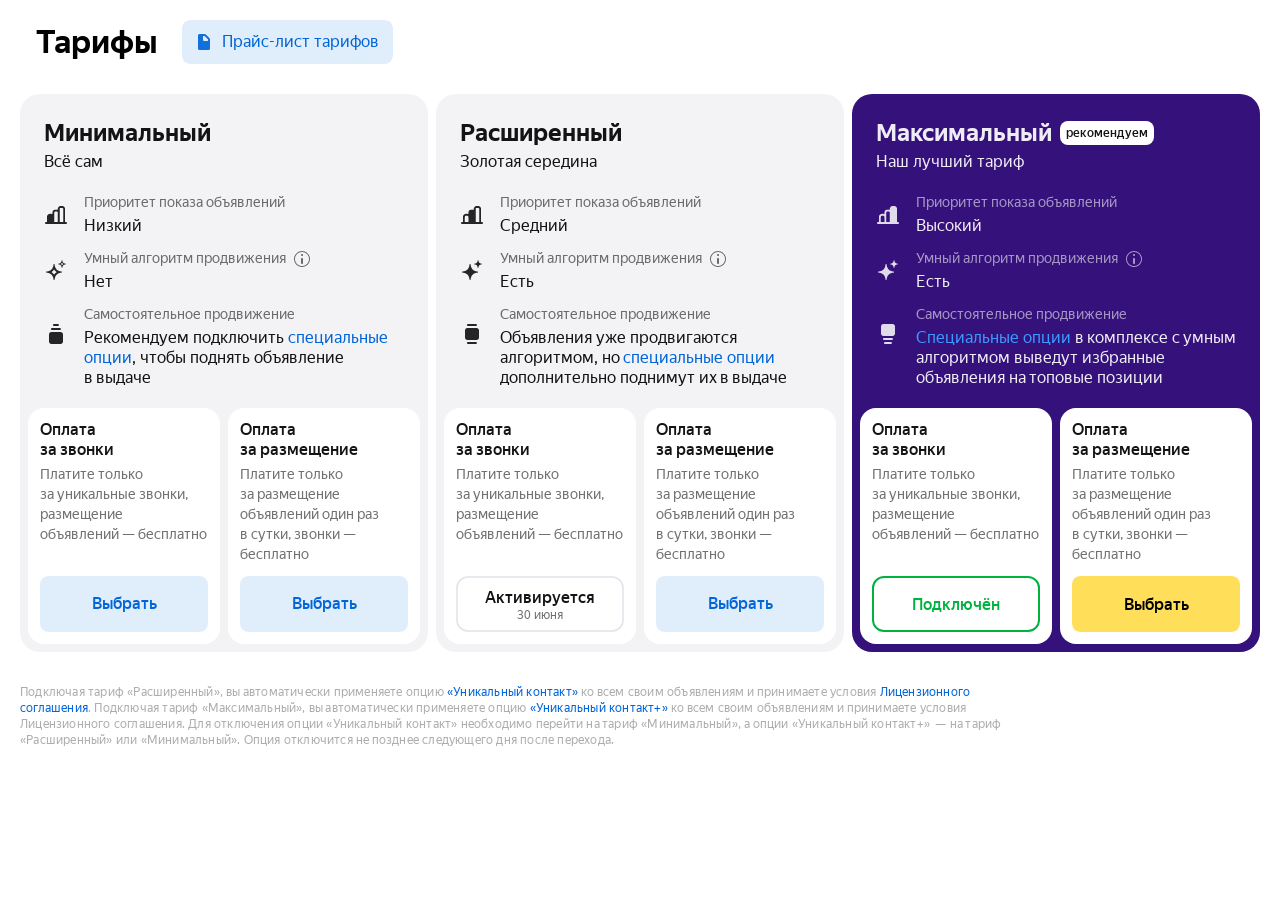 Тарифы
Прайс-лист тарифов
Минимальный
Всё сам
Приоритет показа объявлений
Низкий
Умный алгоритм продвижения
Нет
Самостоятельное продвижение
Рекомендуем подключить специальные
опции, чтобы поднять объявление
в выдаче
Оплата
за звонки
Платите только
за уникальные звонки,
размещение
объявлений — бесплатно
Выбрать
Оплата
за размещение
Платите только
за размещение
объявлений один раз
в сутки, звонки —
бесплатно
Выбрать
Расширенный
Золотая середина
Приоритет показа объявлений
Средний
Умный алгоритм продвижения
Есть
Самостоятельное продвижение
Объявления уже продвигаются
алгоритмом, но специальные опции
дополнительно поднимут их в выдаче
Оплата
за звонки
Платите только
за уникальные звонки,
размещение
объявлений — бесплатно
Активируется
30 июня
Оплата
за размещение
Платите только
за размещение
объявлений один раз
в сутки, звонки —
бесплатно
Выбрать
Максимальный рекомендуем
Наш лучший тариф
Приоритет показа объявлений
Высокий
Умный алгоритм продвижения
Есть
Самостоятельное продвижение
Специальные опции в комплексе с умным
алгоритмом выведут избранные
объявления на топовые позиции
Оплата
за звонки
Платите только
за уникальные звонки,
размещение
объявлений — бесплатно
Подключён
Оплата
за размещение
Платите только
за размещение
объявлений один раз
в сутки, звонки —
бесплатно
Выбрать
Подключая тариф «Расширенный», вы автоматически применяете опцию «Уникальный контакт» ко всем своим объявлениям и принимаете условия Лицензионного
соглашения. Подключая тариф «Максимальный», вы автоматически применяете опцию «Уникальный контакт+» ко всем своим объявлениям и принимаете условия
Лицензионного соглашения. Для отключения опции «Уникальный контакт» необходимо перейти на тариф «Минимальный», а опции «Уникальный контакт+» — на тариф
«Расширенный» или «Минимальный». Опция отключится не позднее следующего дня после перехода.